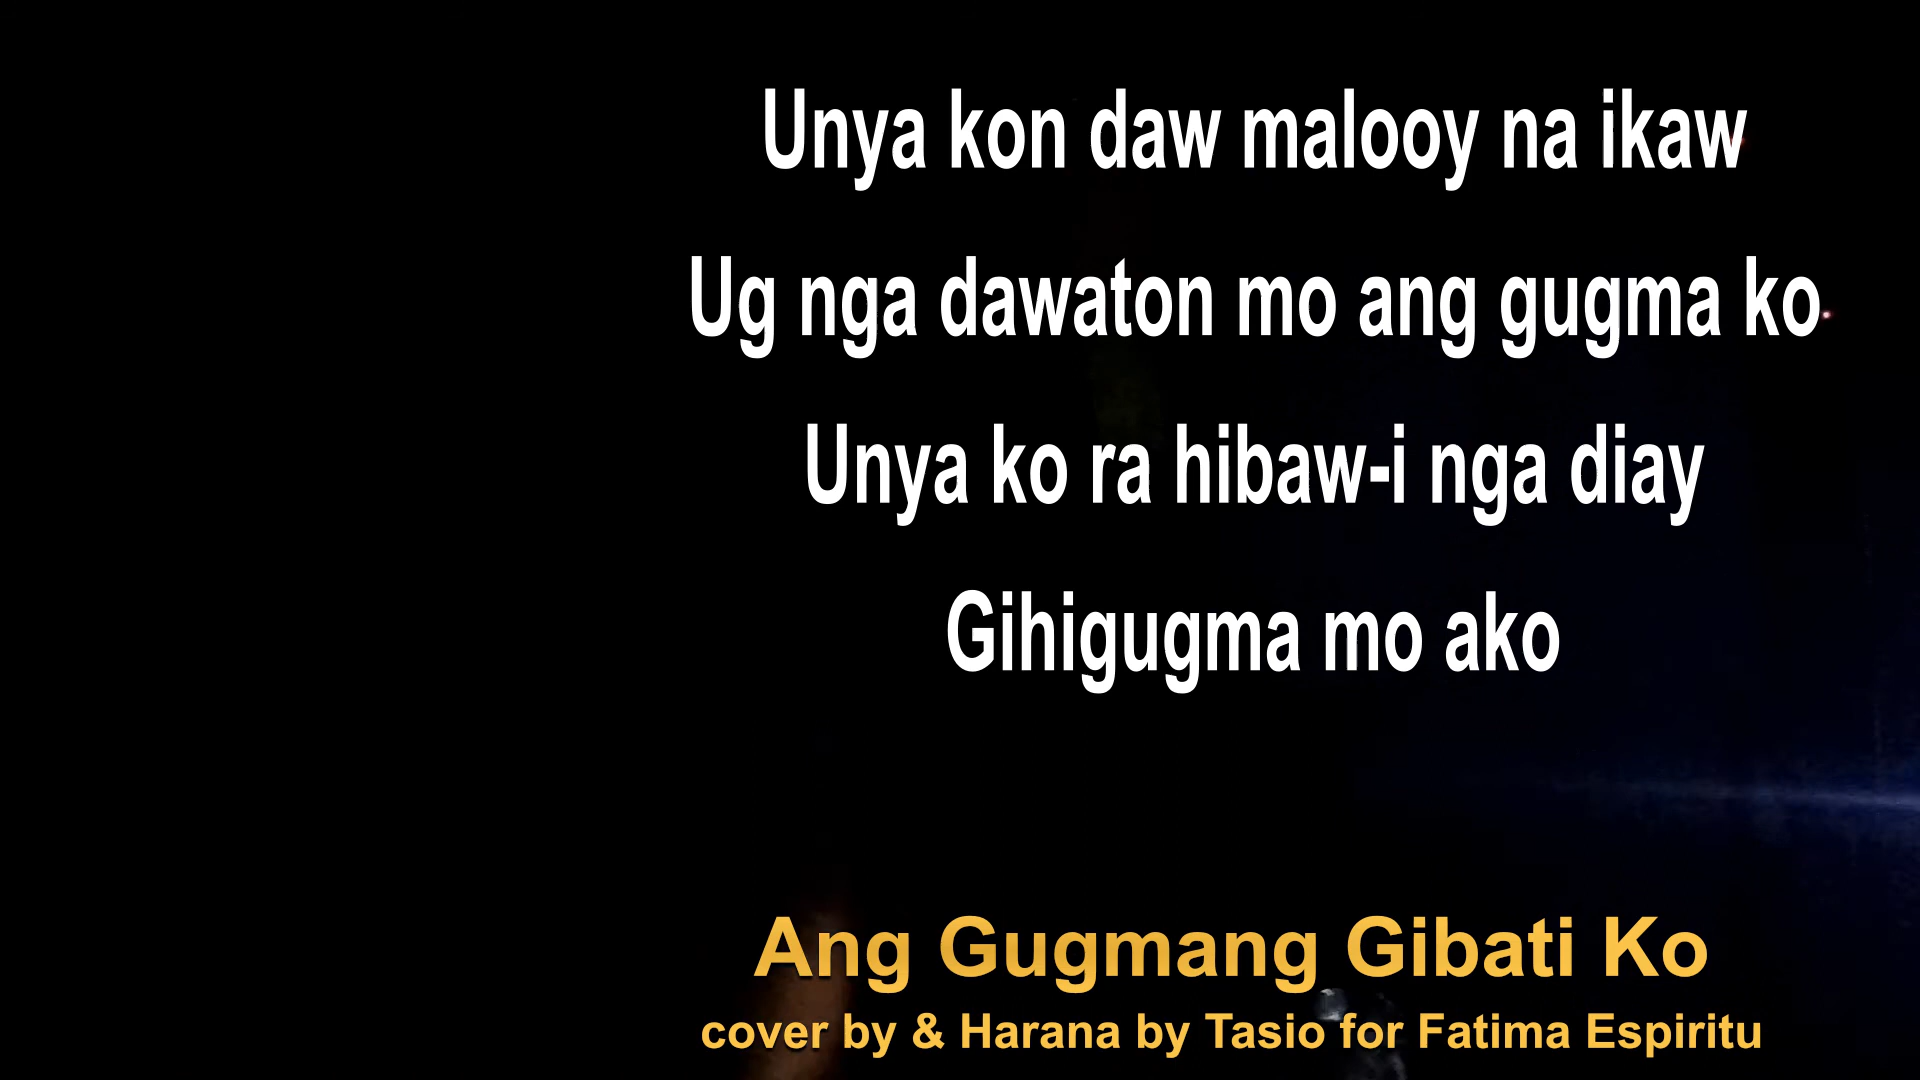 Unya kon daw malooy na ikaw
Ug nga dawaton mo ang gugma ko
Unya ko ra hibaw-i nga diay
Gihigugma mo ako
Ang Gugmang Gibati Ko
cover by & Harana by Tasio for Fatima Espiritu